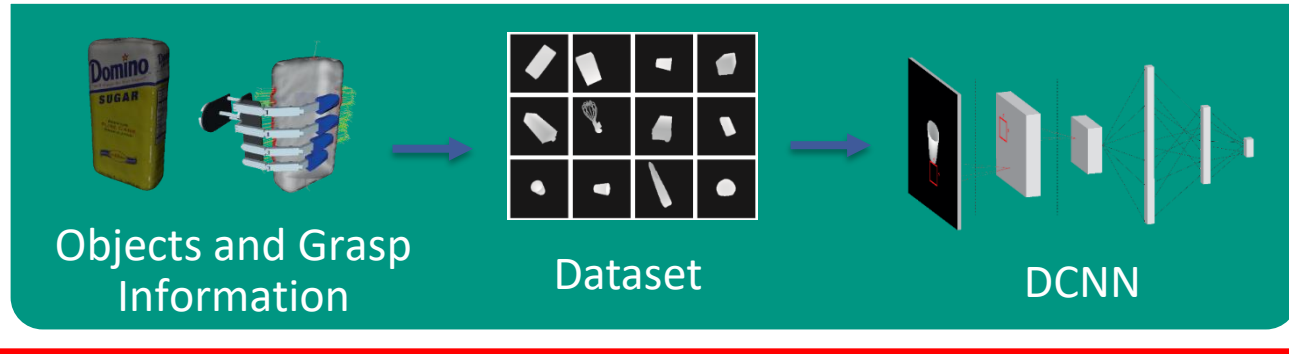 Domino
SUGAR
Objects and Grasp
Information
Dataset
DCNN